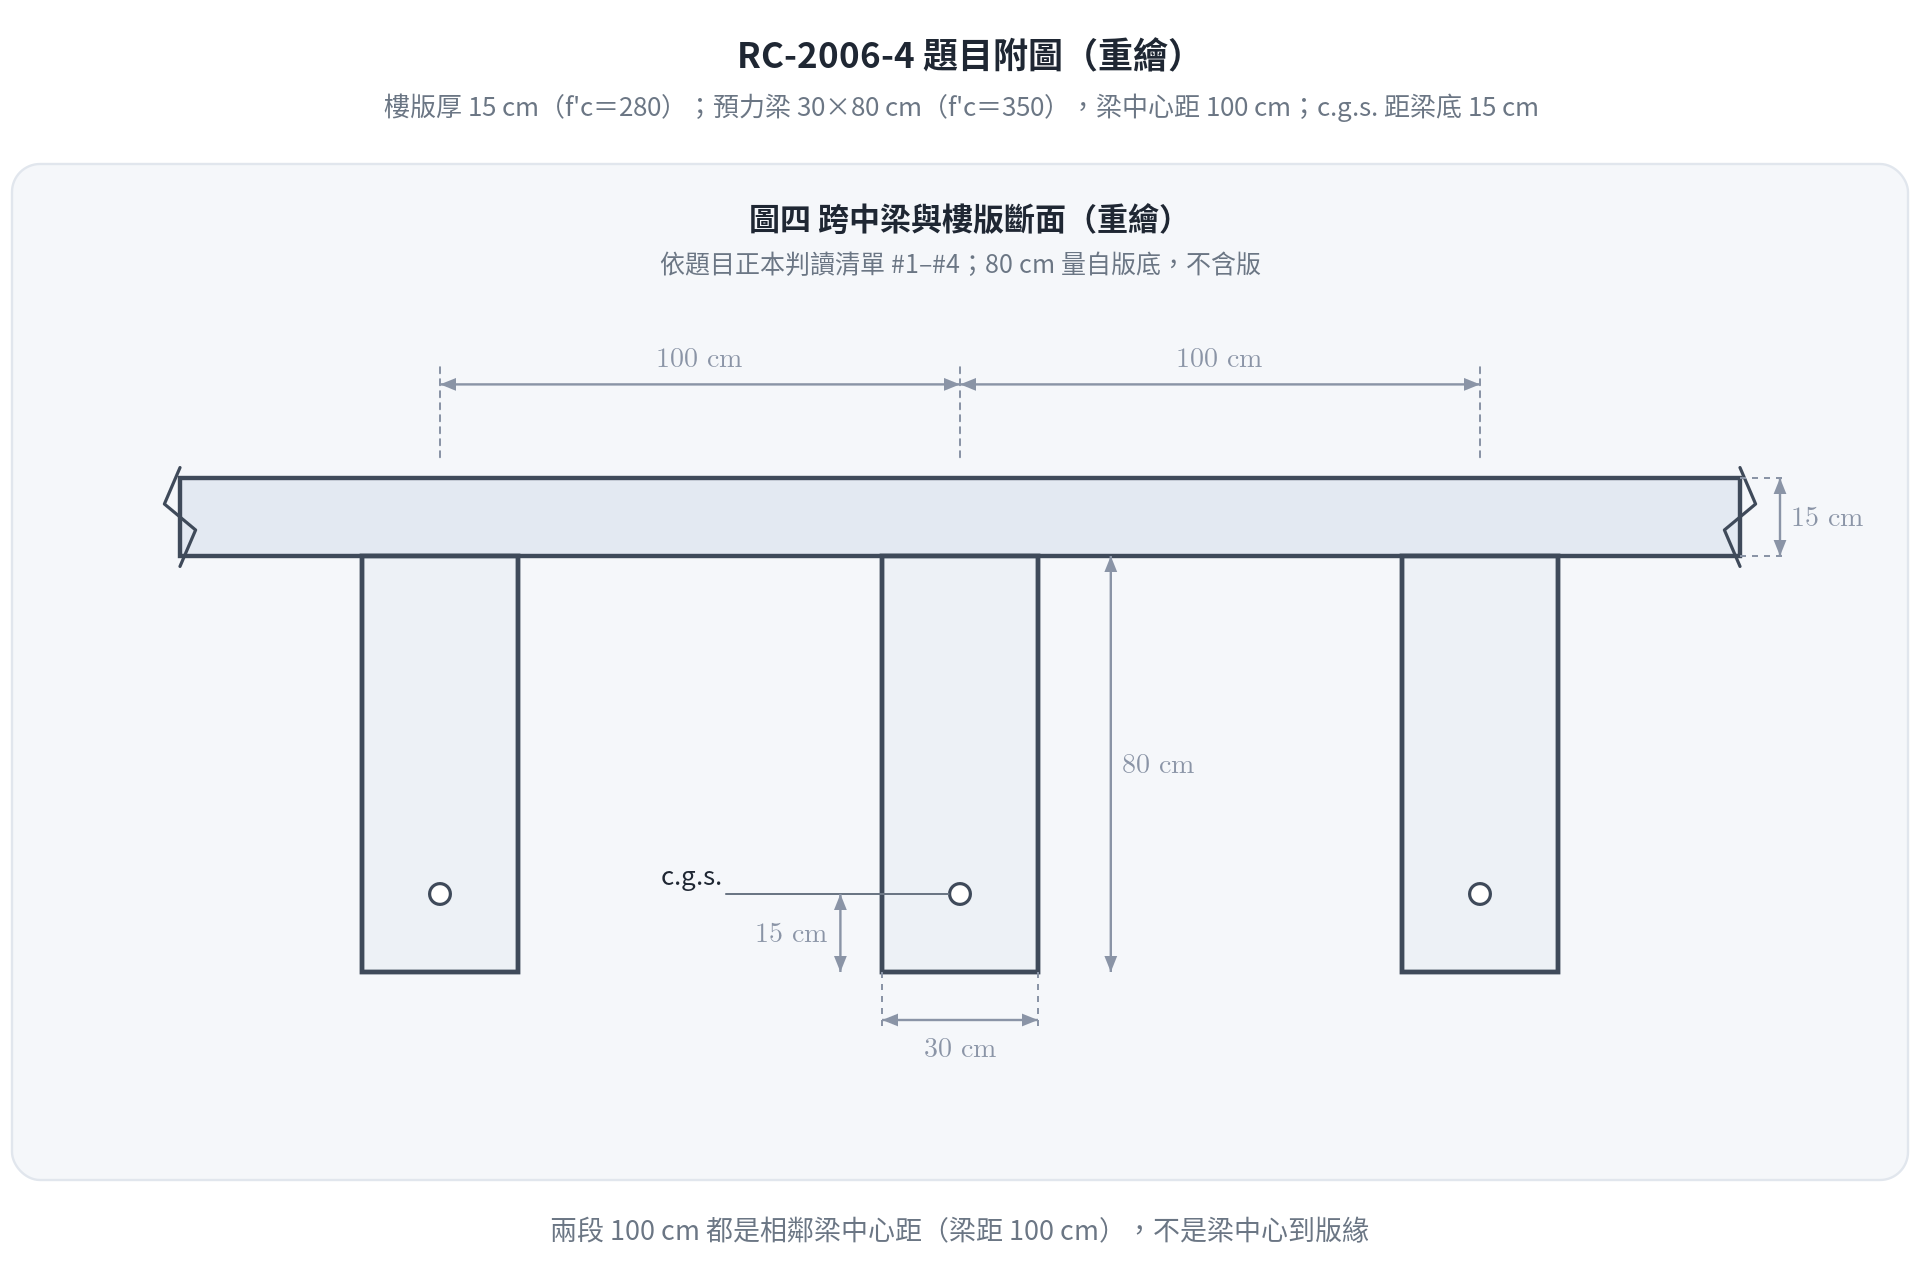 RC-2006-4 題目附圖（重繪）
樓版厚 15 cm（f'c＝280）；預力梁 30×80 cm（f'c＝350），梁中心距 100 cm；c.g.s. 距梁底 15 cm
圖四 跨中梁與樓版斷面（重繪）
依題目正本判讀清單 #1–#4；80 cm 量自版底，不含版
100 cm
100 cm
15 cm
80 cm
c.g.s.
15 cm
30 cm
兩段 100 cm 都是相鄰梁中心距（梁距 100 cm），不是梁中心到版緣